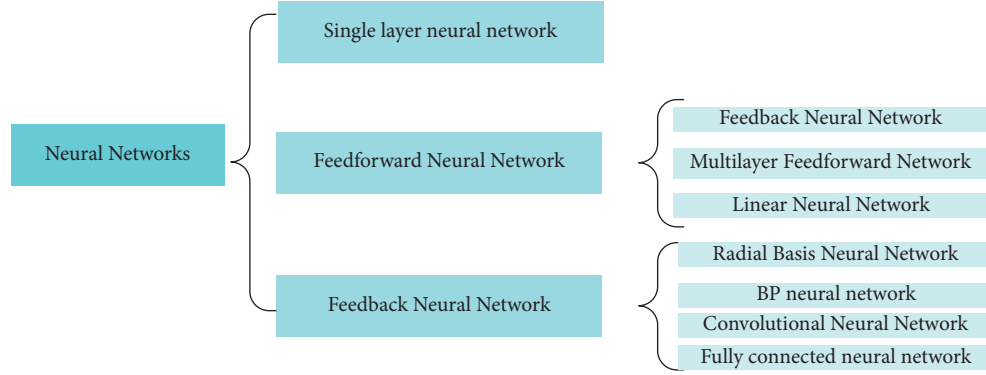 Neural Networks
Single layer neural network
Feedforward Neural Network
Feedback Neural Network
Multilayer Feedforward Network
Linear Neural Network
Feedback Neural Network
Radial Basis Neural Network
BP neural network
Convolutional Neural Network
Fully connected neural network